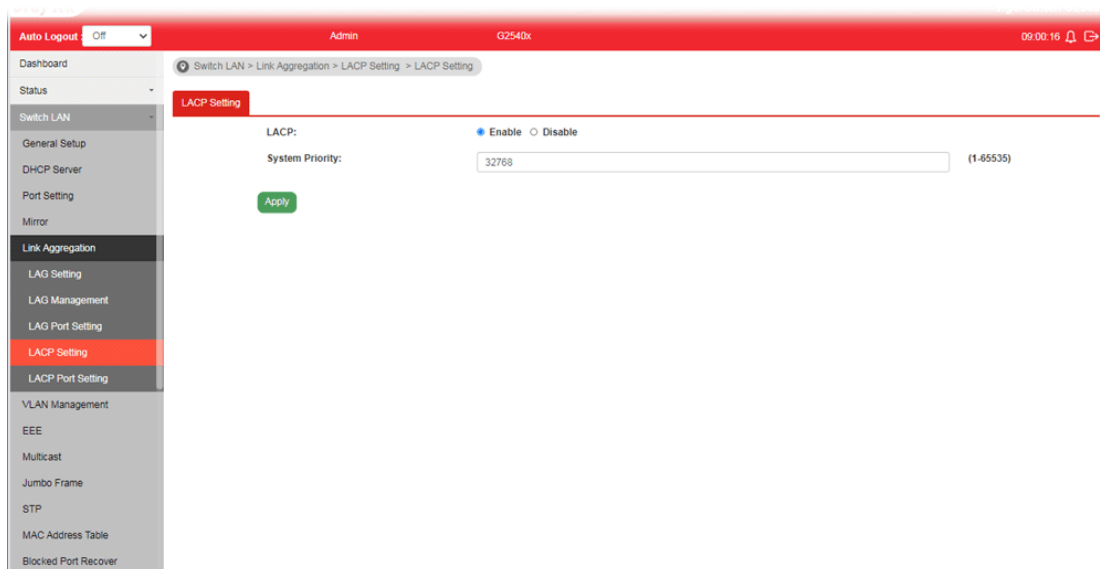 Auto Logout : Off
Admin
G2540x
09:00:16
Dashboard
Status
Switch LAN
General Setup
DHCP Server
Port Setting
Mirror
Link Aggregation
LAG Setting
LAG Management
LAG Port Setting
LACP Setting
LACP Port Setting
VLAN Management
EEE
Multicast
Jumbo Frame
STP
MAC Address Table
Blocked Port Recover
Switch LAN > Link Aggregation > LACP Setting > LACP Setting
LACP Setting
LACP: Enable Disable
System Priority: 32768 (1-65535)
Apply